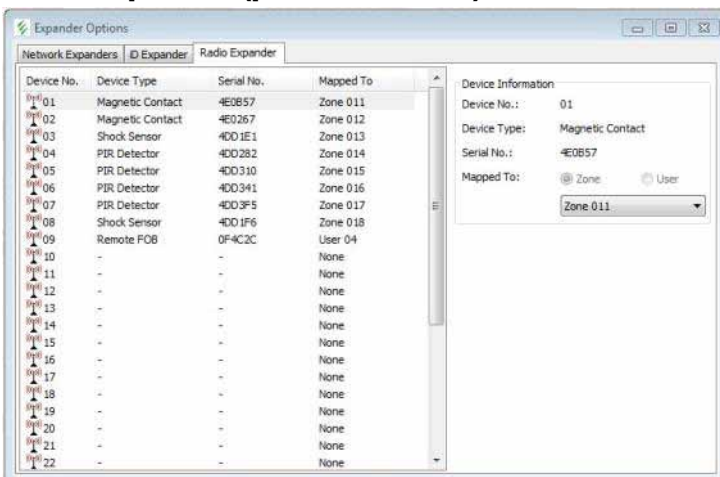 Expander Options
Network Expanders ID Expander Radio Expander
Device No. Device Type Serial No. Mapped To
01 Magnetic Contact 4E0B57 Zone 011
02 Magnetic Contact 4E0267 Zone 012
03 Shock Sensor 4DD1E1 Zone 013
04 PIR Detector 4DD282 Zone 014
05 PIR Detector 4DD310 Zone 015
06 PIR Detector 4DD341 Zone 016
07 PIR Detector 4DD3F5 Zone 017
08 Shock Sensor 4DD1F6 Zone 018
09 Remote FOB 0F4C2C User 04
10 - - None
11 - - None
12 - - None
13 - - None
14 - - None
15 - - None
16 - - None
17 - - None
18 - - None
19 - - None
20 - - None
21 - - None
22 - - None
Device Information
Device No.: 01
Device Type: Magnetic Contact
Serial No.: 4E0B57
Mapped To: Zone User
Zone 011